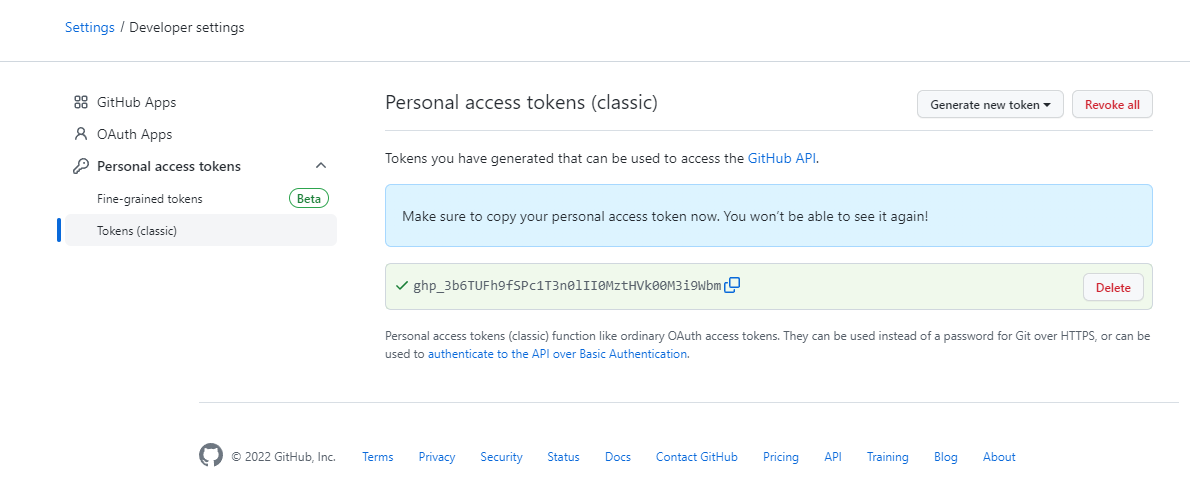 Settings / Developer settings
GitHub Apps
OAuth Apps
Personal access tokens
Fine-grained tokens Beta
Tokens (classic)
Personal access tokens (classic)
Generate new token
Revoke all
Tokens you have generated that can be used to access the GitHub API.
Make sure to copy your personal access token now. You won’t be able to see it again!
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
Delete
Personal access tokens (classic) function like ordinary OAuth access tokens. They can be used instead of a password for Git over HTTPS, or can be
used to authenticate to the API over Basic Authentication.
© 2022 GitHub, Inc. Terms Privacy Security Status Docs Contact GitHub Pricing API Training Blog About